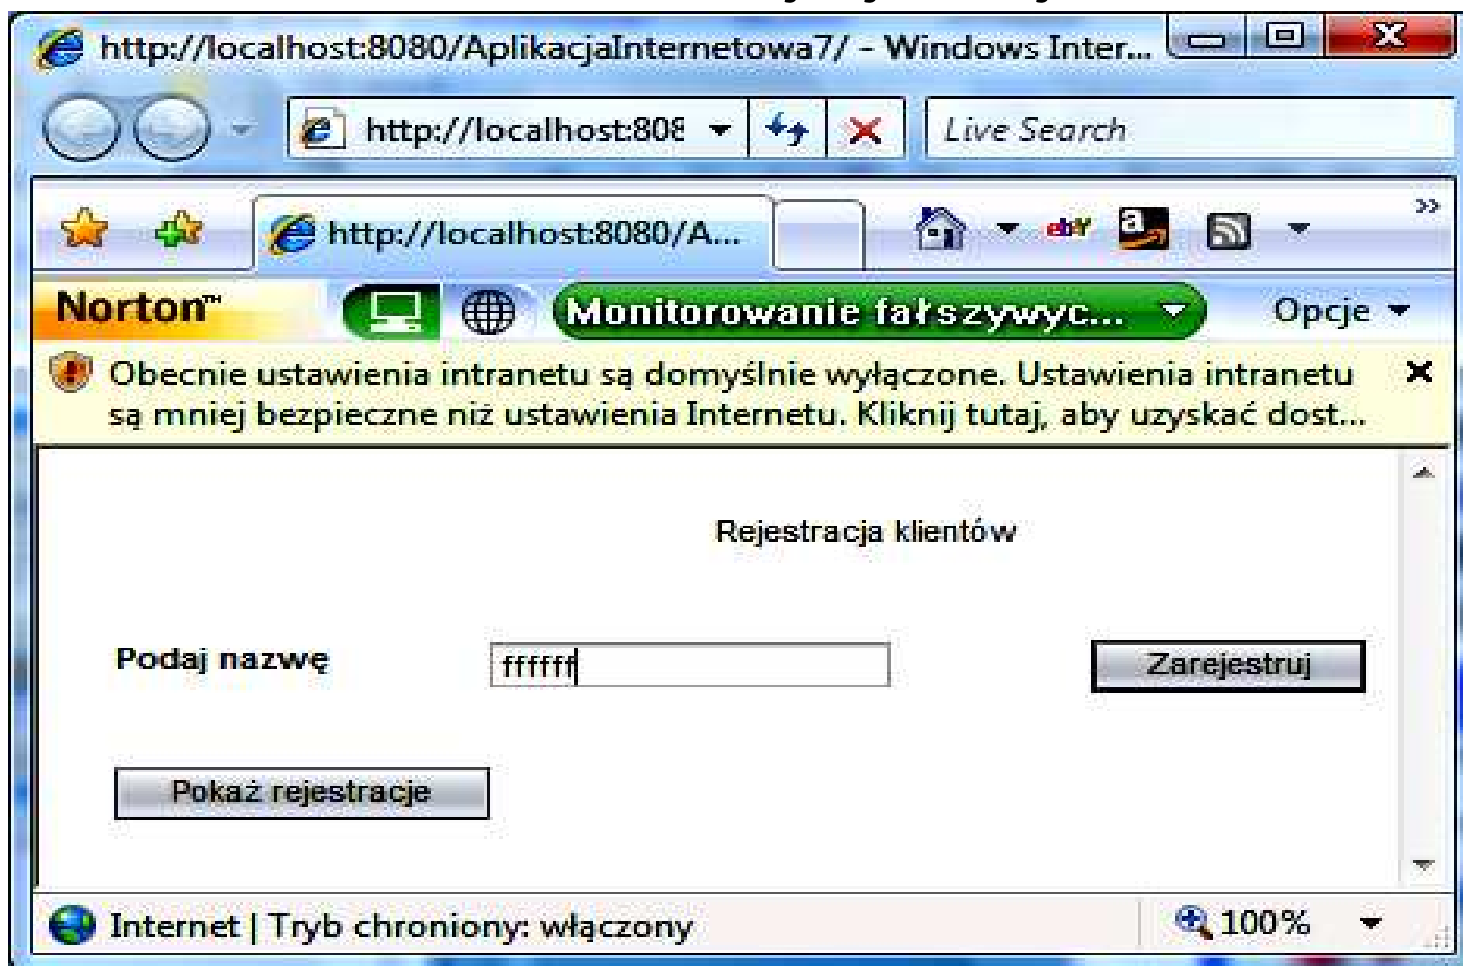 http://localhost:8080/AplikacjaInternetowa7/ - Windows Inter...
http://localhost:808
Live Search
http://localhost:8080/A...
ebY
a
Norton™
Monitorowanie fałszywyc...
Opcje
Obecnie ustawienia intranetu są domyślnie wyłączone. Ustawienia intranetu
są mniej bezpieczne niż ustawienia Internetu. Kliknij tutaj, aby uzyskać dost...
Rejestracja klientów
Podaj nazwę
ffffff
Zarejestruj
Pokaż rejestracje
Internet | Tryb chroniony: włączony
100%